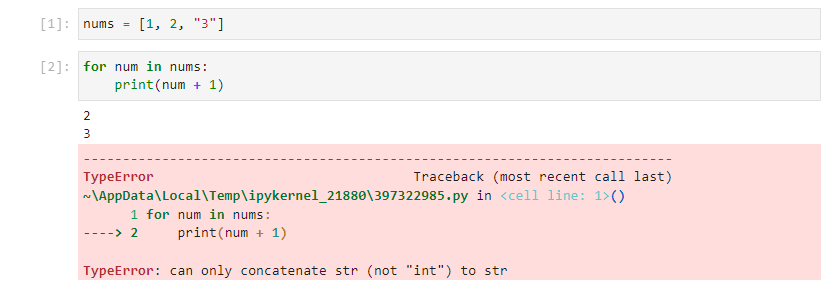 [1]: nums = [1, 2, "3"]
[2]: for num in nums:
    print(num + 1)
2
3
---------------------------------------------------------------------------
TypeError                                 Traceback (most recent call last)
~\AppData\Local\Temp\ipykernel_21880\397322985.py in <cell line: 1>()
      1 for num in nums:
----> 2     print(num + 1)
TypeError: can only concatenate str (not "int") to str